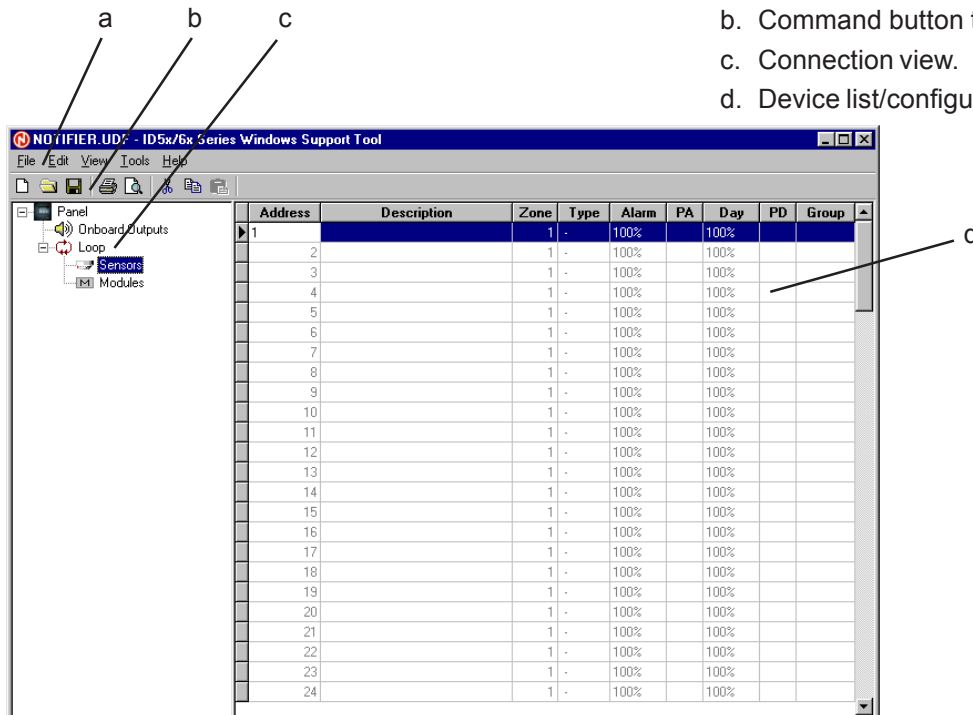 a b c
b. Command button
c. Connection view.
d. Device list/configu
NOTIFIER.UDF - ID5x/6x Series Windows Support Tool
File Edit View Tools Help
Panel
Onboard Outputs
Loop
Sensors
M Modules
Address Description Zone Type Alarm PA Day PD Group
1 1 - 100% 100%
2 1 - 100% 100%
3 1 - 100% 100%
4 1 - 100% 100%
5 1 - 100% 100%
6 1 - 100% 100%
7 1 - 100% 100%
8 1 - 100% 100%
9 1 - 100% 100%
10 1 - 100% 100%
11 1 - 100% 100%
12 1 - 100% 100%
13 1 - 100% 100%
14 1 - 100% 100%
15 1 - 100% 100%
16 1 - 100% 100%
17 1 - 100% 100%
18 1 - 100% 100%
19 1 - 100% 100%
20 1 - 100% 100%
21 1 - 100% 100%
22 1 - 100% 100%
23 1 - 100% 100%
24 1 - 100% 100%